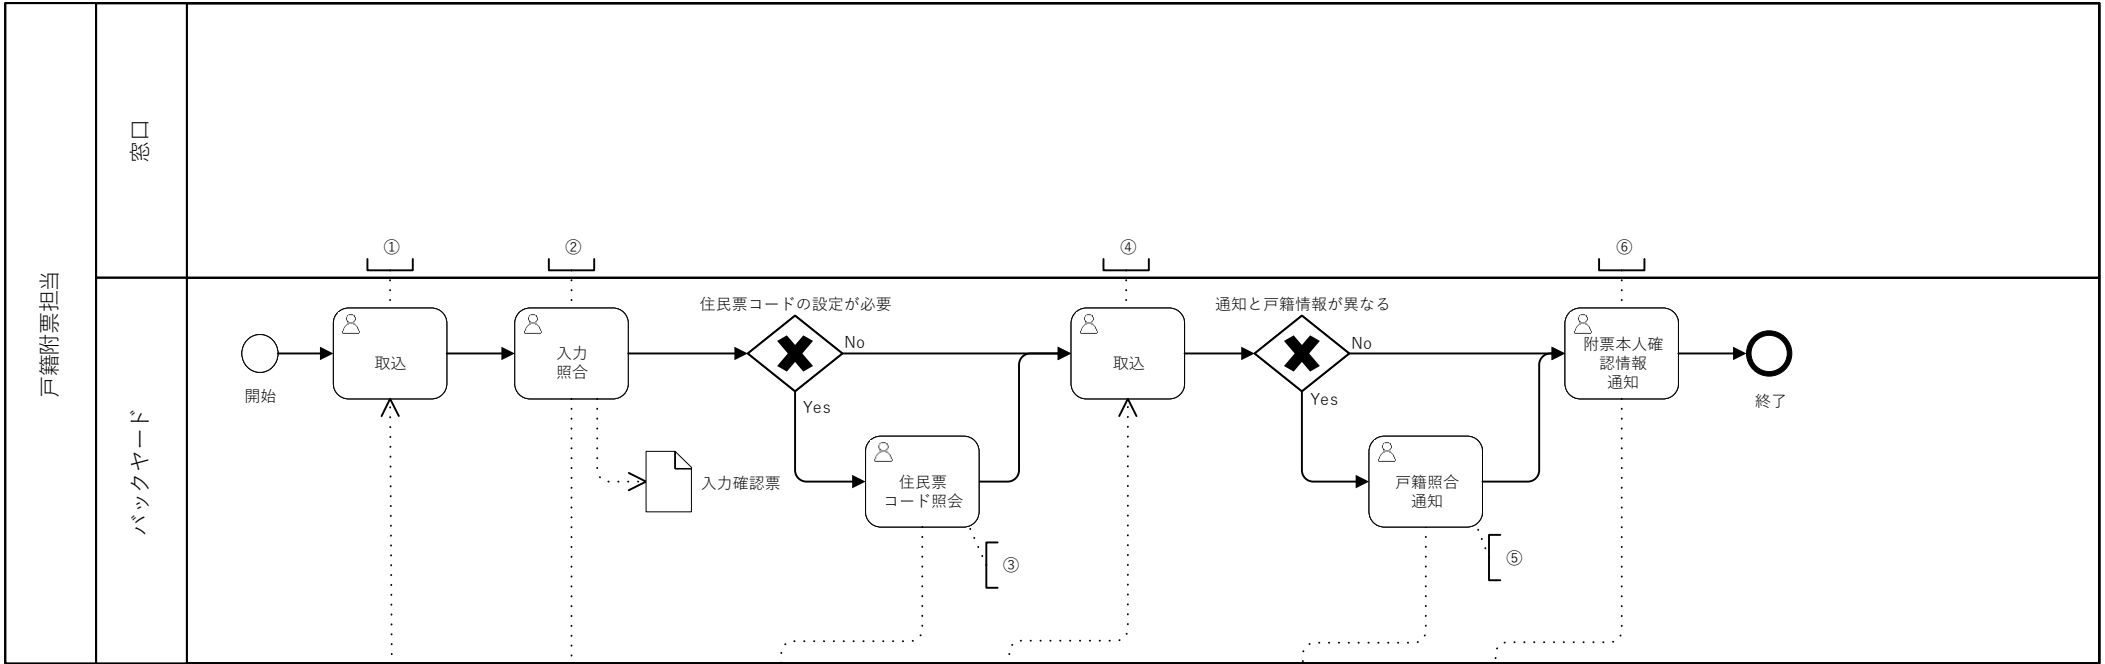 戸籍附票担当
窓口
バックヤード
①
②
④
⑥
開始
取込
入力
照合
入力確認票
住民票コードの設定が必要
No
Yes
住民票
コード照会
③
取込
通知と戸籍情報が異なる
No
Yes
戸籍照合
通知
⑤
附票本人確
認情報
通知
終了